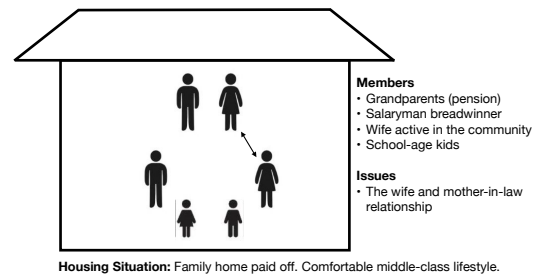 Members
• Grandparents (pension)
• Salaryman breadwinner
• Wife active in the community
• School-age kids
Issues
• The wife and mother-in-law
relationship
Housing Situation: Family home paid off. Comfortable middle-class lifestyle.